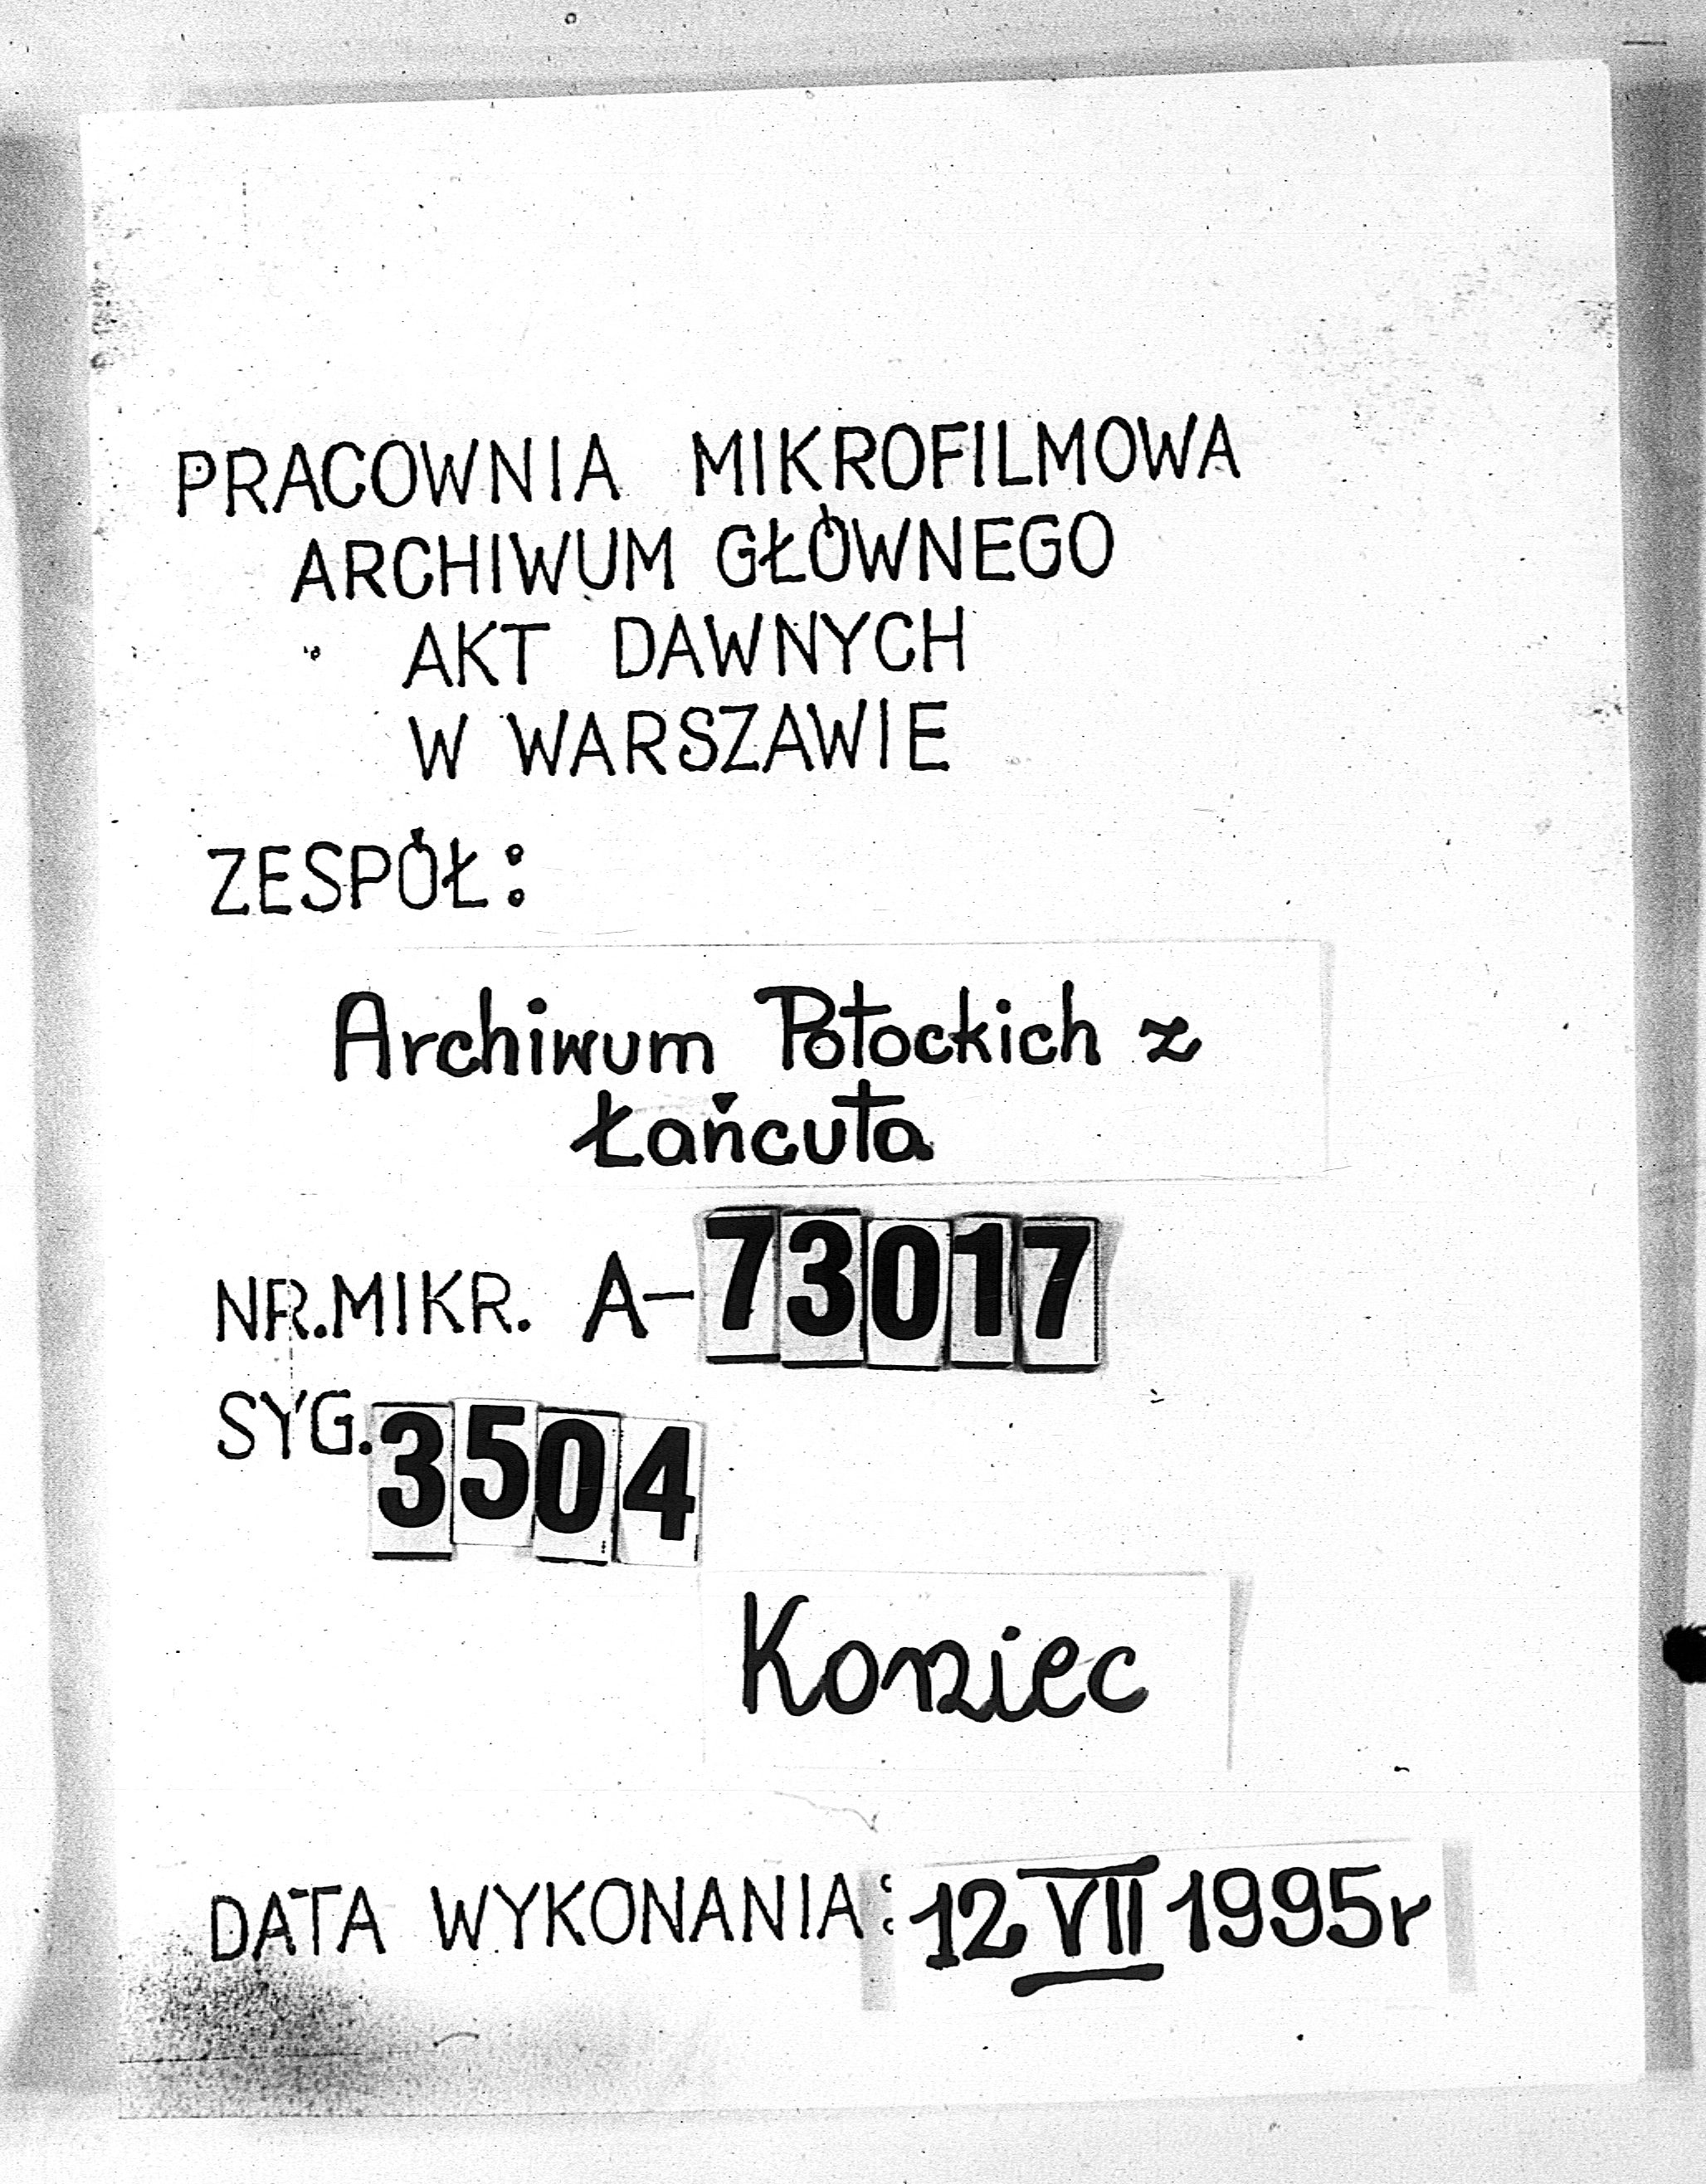 PRACOWNIA MIKROFILMOWA
ARCHIWUM GŁÓWNEGO
AKT DAWNYCH
W WARSZAWIE
ZESPÓŁ:
Archiwum Potockich z
Łańcuta
NR.MIKR. A-73017
SYG. 3504
Koniec
DATA WYKONANIA: 12 VII 1995r